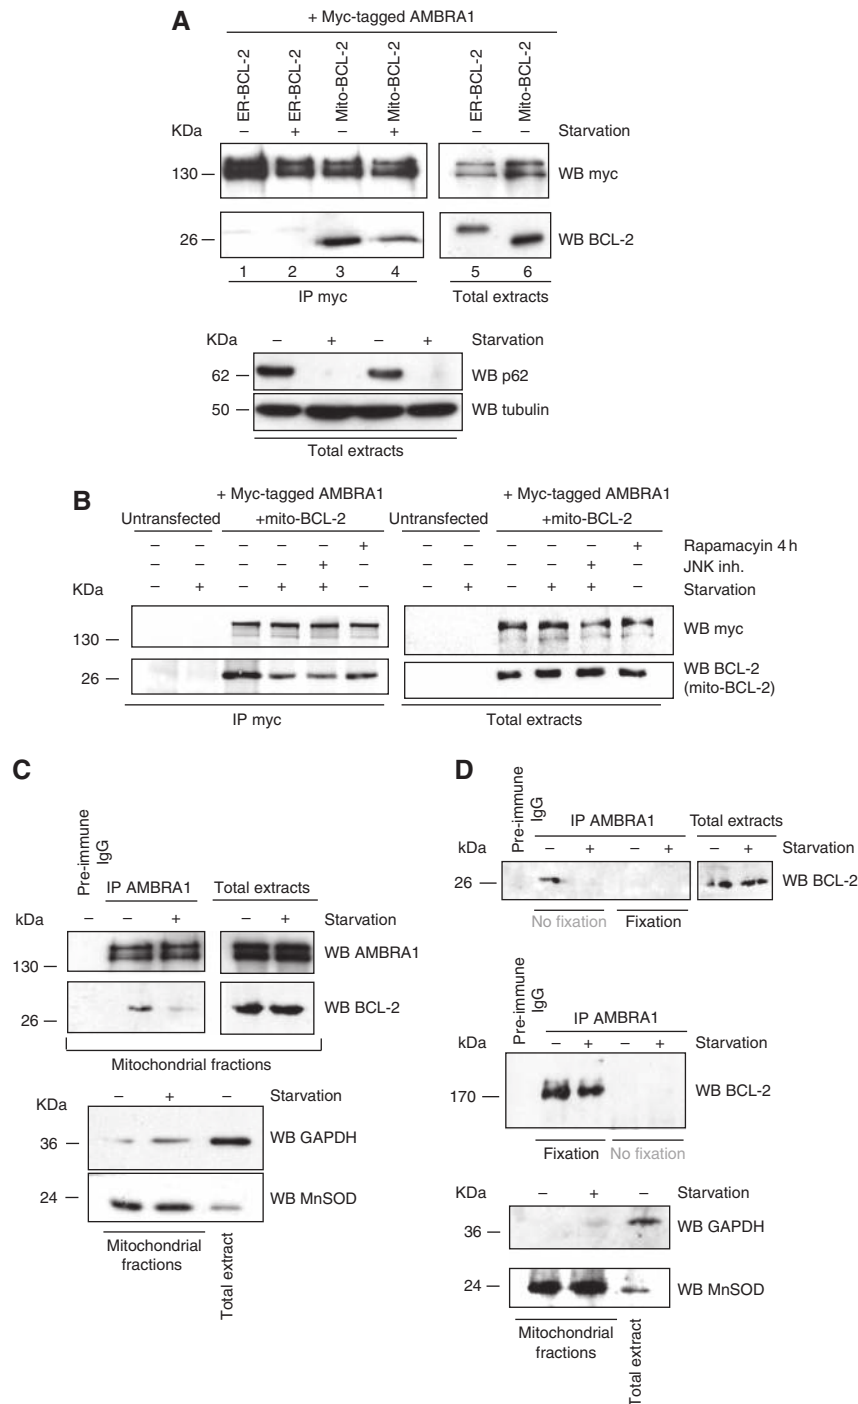 A
+ Myc-tagged AMBRA1
ER-BCL-2 ER-BCL-2 Mito-BCL-2 Mito-BCL-2 ER-BCL-2 Mito-BCL-2
KDa – + – + – – Starvation
130 – WB myc
26 – WB BCL-2
1 2 3 4 5 6
IP myc Total extracts
KDa – + – + Starvation
62 – WB p62
50 – WB tubulin
Total extracts
B
+ Myc-tagged AMBRA1 + Myc-tagged AMBRA1
Untransfected +mito-BCL-2 Untransfected +mito-BCL-2
– – – – – + – – – – – + Rapamacyin 4 h
– – – – + – – – – – + – JNK inh.
KDa – + – + + – – + – + + – Starvation
130 – WB myc
26 – WB BCL-2
(mito-BCL-2)
IP myc Total extracts
C
Pre-immune
IgG
IP AMBRA1 Total extracts
kDa – – + – + Starvation
130 – WB AMBRA1
26 – WB BCL-2
Mitochondrial fractions
KDa – + – Starvation
36 – WB GAPDH
24 – WB MnSOD
Mitochondrial
fractions
Total extract
D
Pre-immune
IgG
IP AMBRA1 Total extracts
kDa – + – + – + Starvation
26 – WB BCL-2
No fixation Fixation
Pre-immune
IgG
IP AMBRA1
kDa – + – + Starvation
170 – WB BCL-2
Fixation No fixation
KDa – + – Starvation
36 – WB GAPDH
24 – WB MnSOD
Mitochondrial
fractions
Total extract